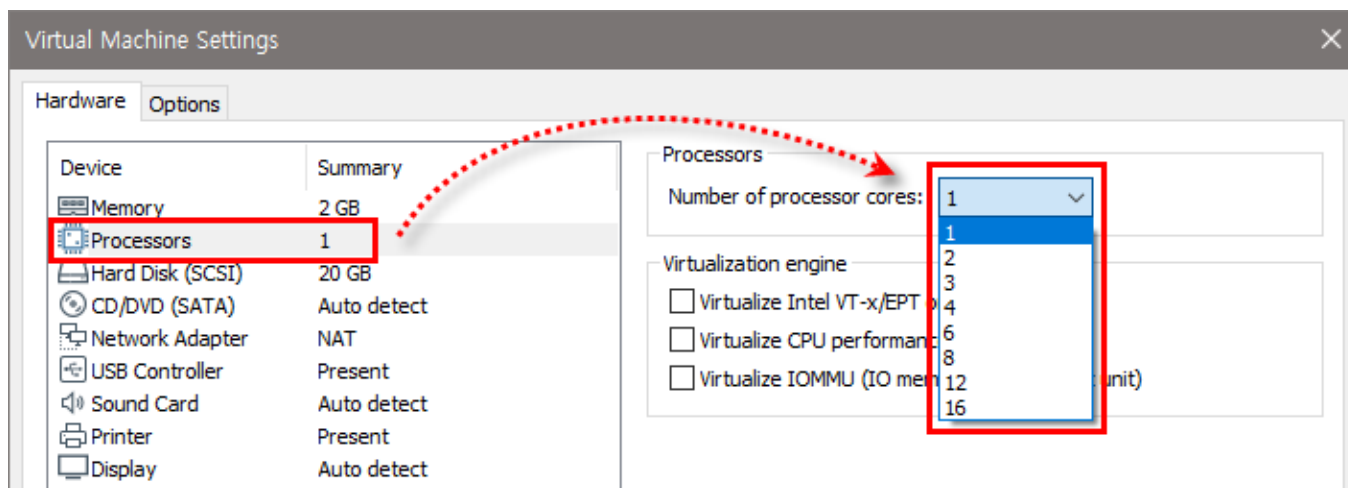 Virtual Machine Settings
Hardware Options
Device Summary
Memory 2 GB
Processors 1
Hard Disk (SCSI) 20 GB
CD/DVD (SATA) Auto detect
Network Adapter NAT
USB Controller Present
Sound Card Auto detect
Printer Present
Display Auto detect
Processors
Number of processor cores: 1
1
2
3
4
6
8
12
16
Virtualization engine
Virtualize Intel VT-x/EPT
Virtualize CPU
Virtualize IOMMU (IO unit)